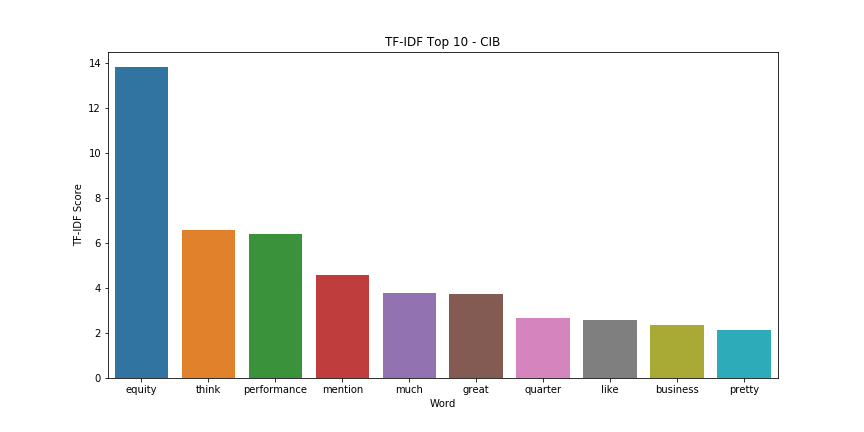 TF-IDF Top 10 - CIB
TF-IDF Score
14
12
10
8
6
4
2
0
equity think performance mention much great quarter like business pretty
Word